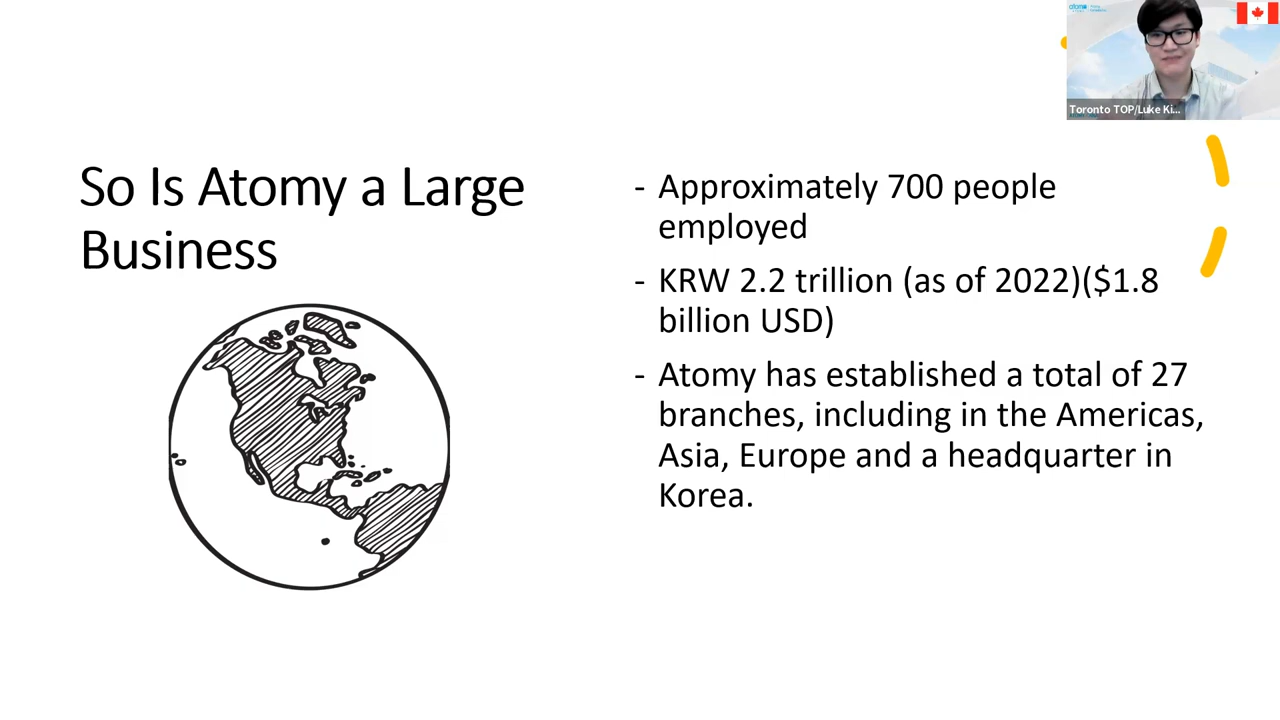 Toronto TOP/Luke Ki...
So Is Atomy a Large
Business
- Approximately 700 people
employed
- KRW 2.2 trillion (as of 2022)($1.8
billion USD)
- Atomy has established a total of 27
branches, including in the Americas,
Asia, Europe and a headquarter in
Korea.